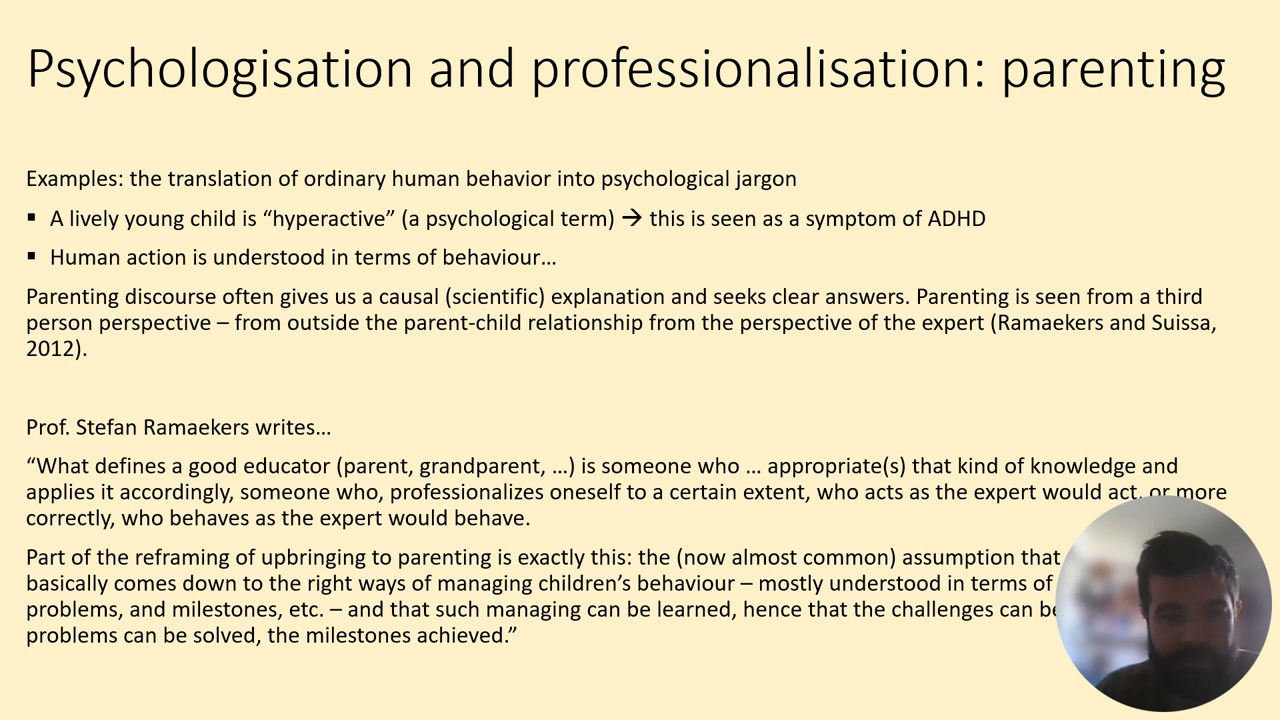 Psychologisation and professionalisation: parenting
Examples: the translation of ordinary human behavior into psychological jargon
▪ A lively young child is “hyperactive” (a psychological term) → this is seen as a symptom of ADHD
▪ Human action is understood in terms of behaviour…
Parenting discourse often gives us a causal (scientific) explanation and seeks clear answers. Parenting is seen from a third
person perspective – from outside the parent-child relationship from the perspective of the expert (Ramaekers and Suissa,
2012).
Prof. Stefan Ramaekers writes…
“What defines a good educator (parent, grandparent, …) is someone who … appropriate(s) that kind of knowledge and
applies it accordingly, someone who, professionalizes oneself to a certain extent, who acts as the expert would act, or more
correctly, who behaves as the expert would behave.
Part of the reframing of upbringing to parenting is exactly this: the (now almost common) assumption that
basically comes down to the right ways of managing children’s behaviour – mostly understood in terms of
problems, and milestones, etc. – and that such managing can be learned, hence that the challenges can
problems can be solved, the milestones achieved.”